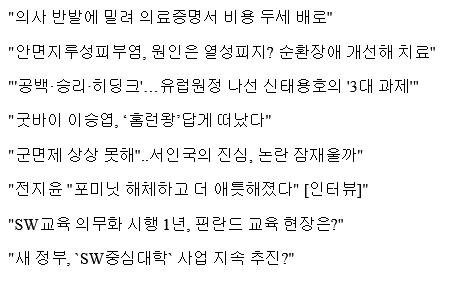 "의사 반발에 밀려 의료증명서 비용 두세 배로"
"안면지루성피부염, 원인은 열성피지? 순환장애 개선해 치료"
"'공백·승리·히딩크'…유럽원정 나선 신태용호의 '3대 과제'"
"굿바이 이승엽, ‘홈런왕’답게 떠났다"
"군면제 상상 못해"..서인국의 진심, 논란 잠재울까"
"전지윤 "포미닛 해체하고 더 애틋해졌다" [인터뷰]"
"SW교육 의무화 시행 1년, 핀란드 교육 현장은?"
"새 정부, `SW중심대학` 사업 지속 추진?"